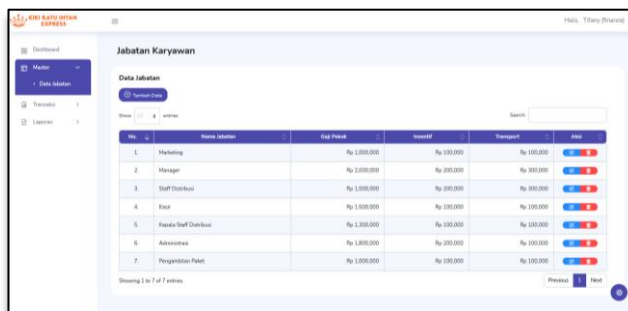 KIKI RATU INTAN
EXPRESS
Halo, Tiffany (finance)
Dashboard
Master
Data Jabatan
Transaksi
Laporan
Jabatan Karyawan
Data Jabatan
Tambah Data
Show 10 entries
Search:
No. Nama Jabatan Gaji Pokok Insentif Transport Aksi
1. Marketing Rp 1,000,000 Rp 100,000 Rp 100,000
2. Manager Rp 2,000,000 Rp 200,000 Rp 300,000
3. Staff Distribusi Rp 1,000,000 Rp 200,000 Rp 300,000
4. Rp 1,500,000 Rp 100,000 Rp 100,000
5. Kepala Staff Distribusi Rp 1,300,000 Rp 100,000 Rp 100,000
6. Administrasi Rp 1,800,000 Rp 200,000 Rp 100,000
7. Pengambilan Paket Rp 1,000,000 Rp 100,000 Rp 100,000
Showing 1 to 7 of 7 entries
Previous 1 Next